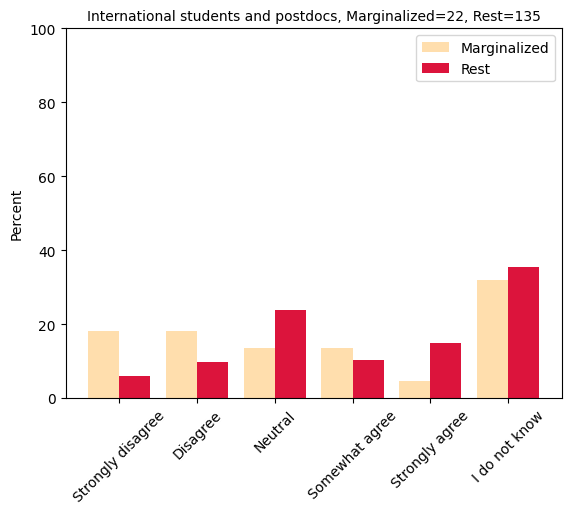 International students and postdocs, Marginalized=22, Rest=135
Marginalized
Rest
Percent
100
80
60
40
20
0
Strongly disagree
Disagree
Neutral
Somewhat agree
Strongly agree
I do not know